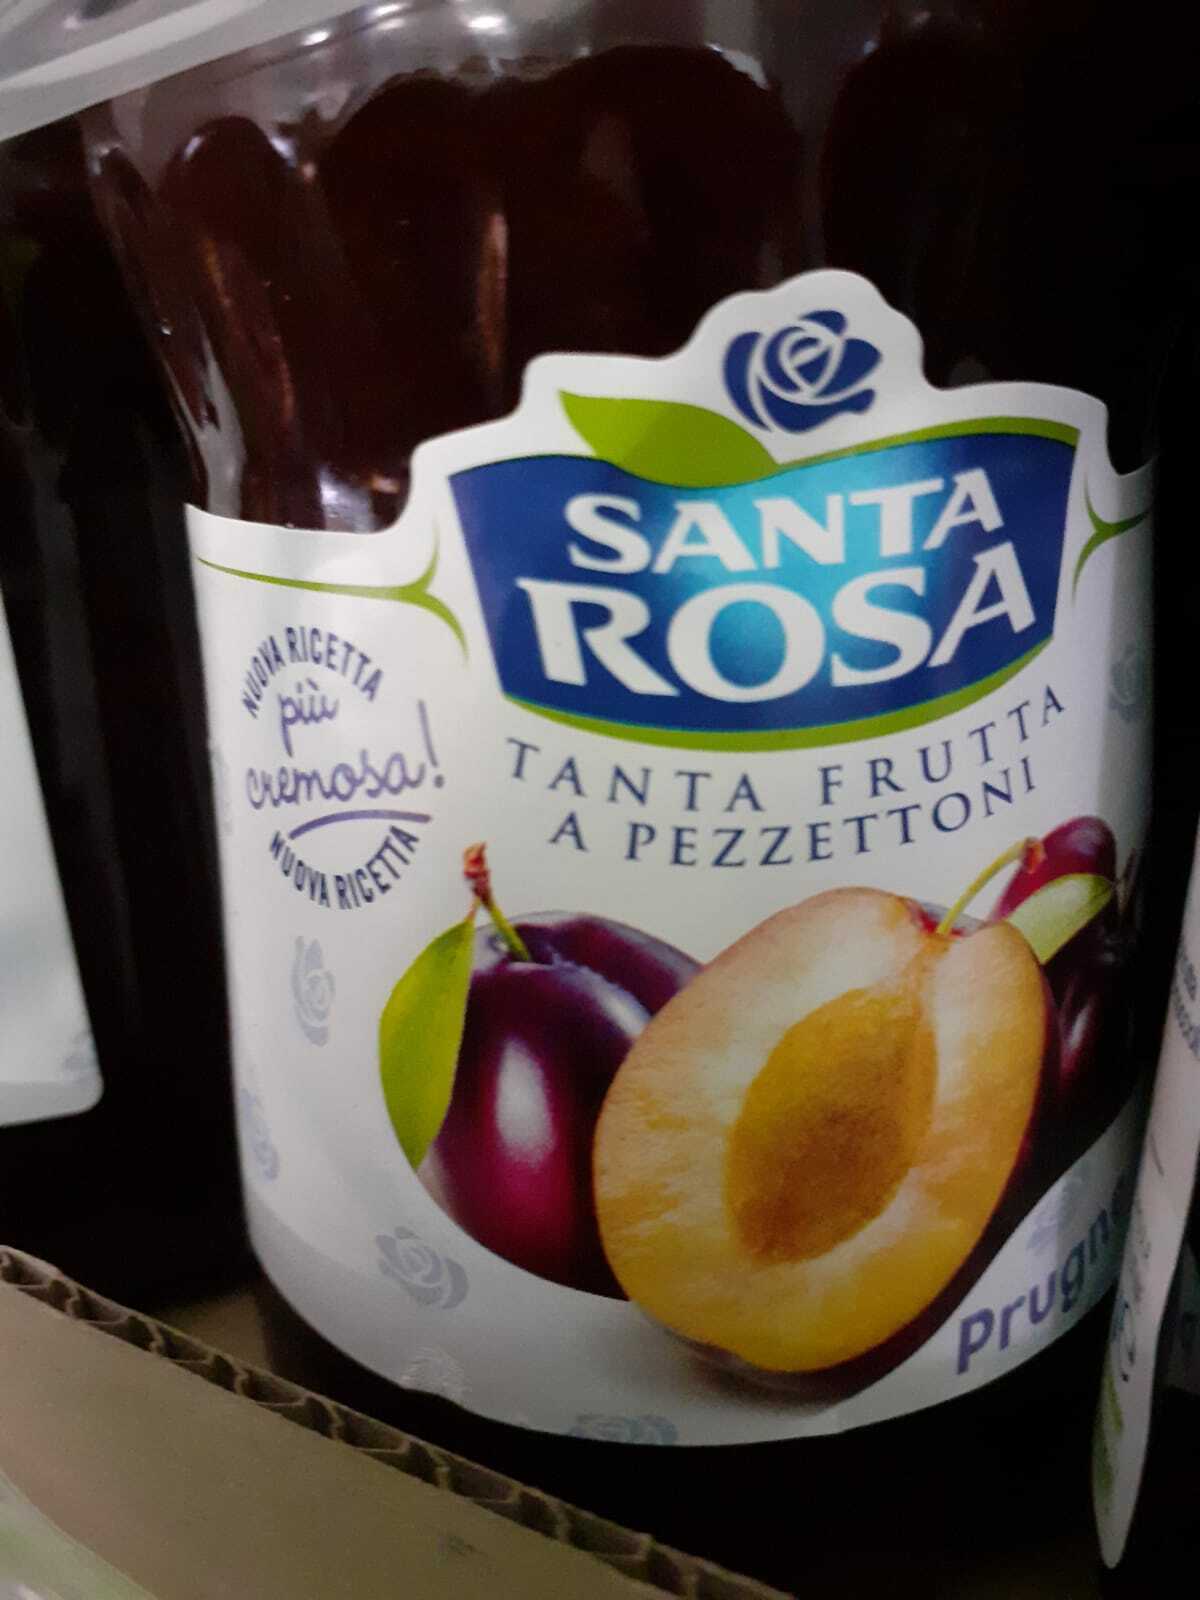 SANTA
ROSA
TANTA FRUTTA
A PEZZETTONI
NUOVA RICETTA
più
cremosa!
NUOVA RICETTA